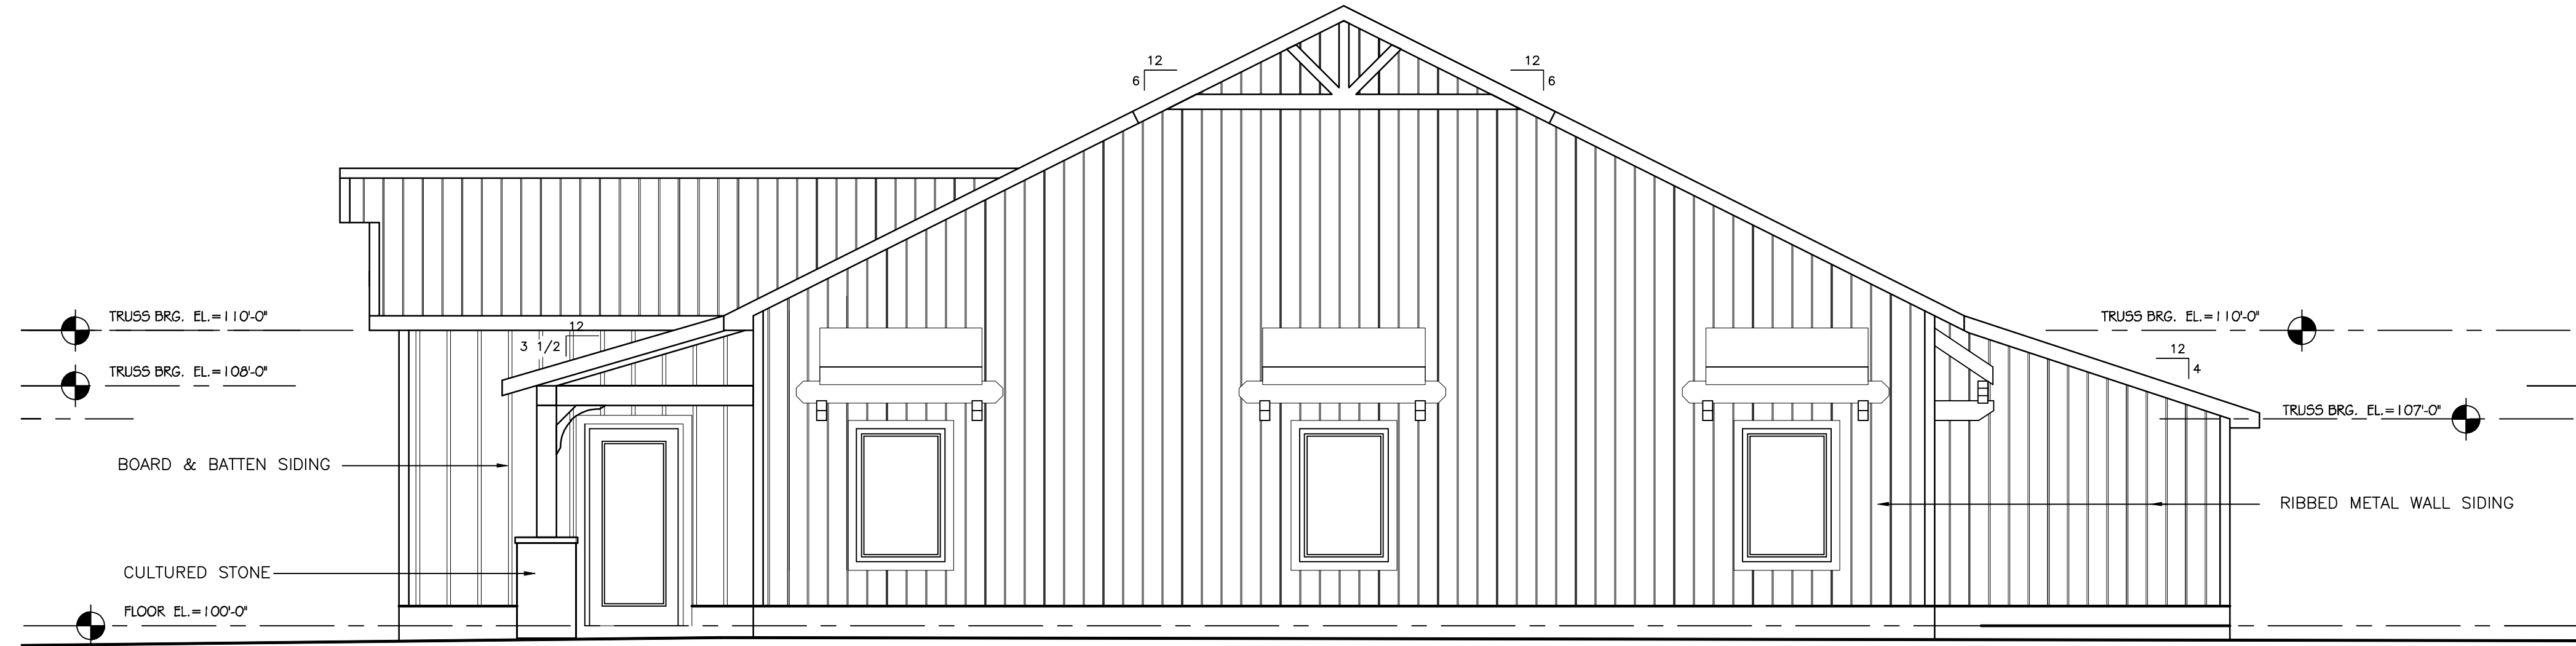 12
6
12
6
TRUSS BRG. EL.=110'-0"
12
3 1/2
TRUSS BRG. EL.=108'-0"
TRUSS BRG. EL.=110'-0"
12
4
TRUSS BRG. EL.=107'-0"
BOARD & BATTEN SIDING
RIBBED METAL WALL SIDING
CULTURED STONE
FLOOR EL.=100'-0"